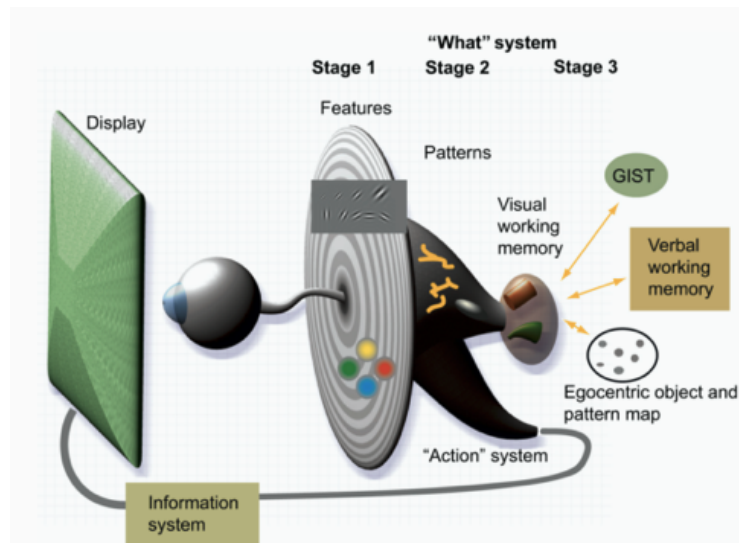 “What” system
Stage 1
Stage 2
Stage 3
Features
Display
Patterns
GIST
Visual
working
memory
Verbal
working
memory
Egocentric object and
pattern map
“Action” system
Information
system